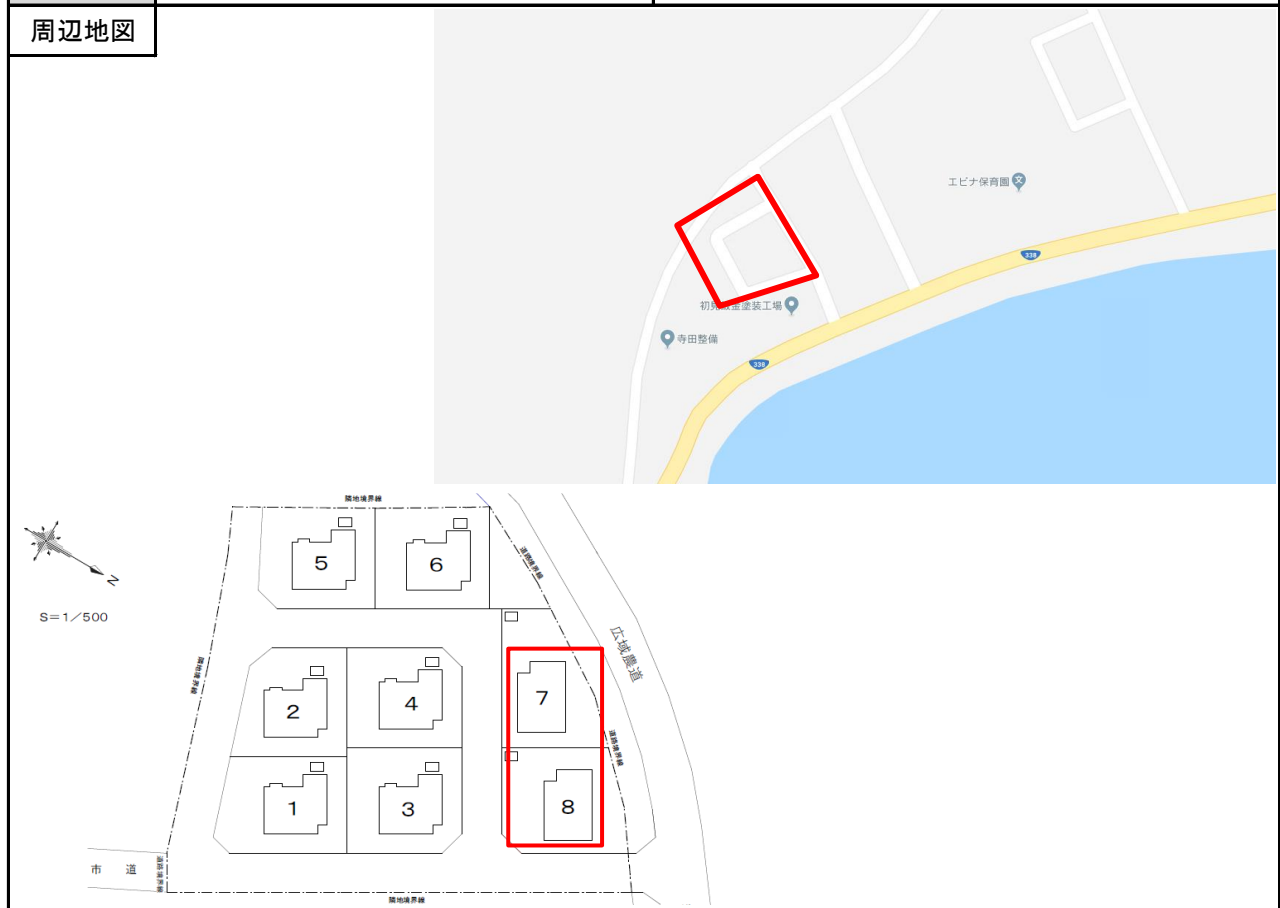 周辺地図
エビナ保育園
338
初見鈑金塗装工場
寺田整備
338
隣地境界線
N
S=1/500
5
6
道路境界線
広域農道
隣地境界線
2
4
7
道路境界線
1
3
8
市 道
道路境界線
隣地境界線